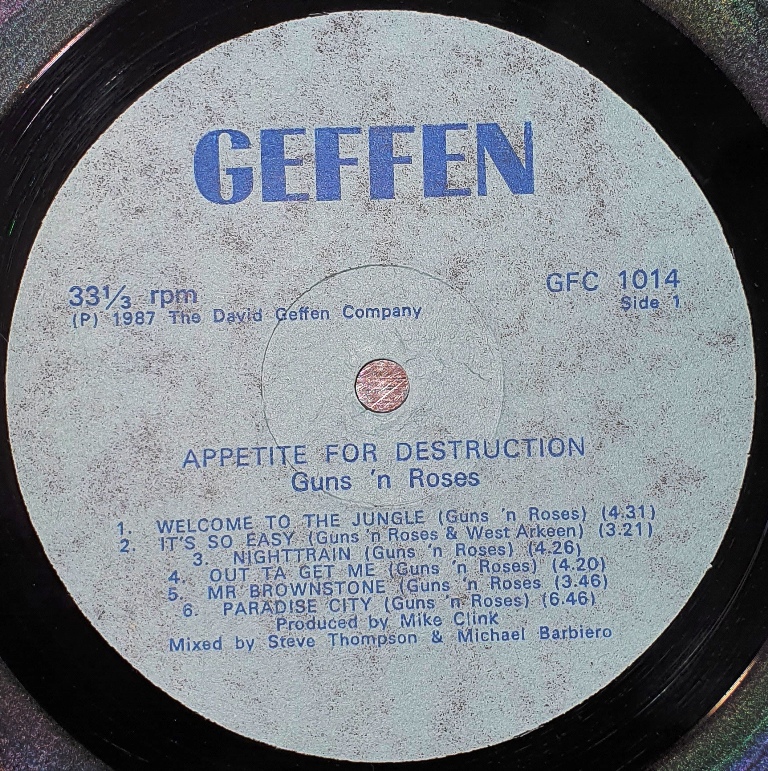 GEFFEN
33⅓ rpm
(P) 1987 The David Geffen Company
GFC 1014
Side 1
APPETITE FOR DESTRUCTION
Guns 'n Roses
1. WELCOME TO THE JUNGLE (Guns 'n Roses) (4.31)
2. IT'S SO EASY (Guns 'n Roses & West Arkeen) (3.21)
3. NIGHTTRAIN (Guns 'n Roses) (4.26)
4. OUT TA GET ME (Guns 'n Roses) (4.20)
5. MR BROWNSTONE (Guns 'n Roses (3.46)
6. PARADISE CITY (Guns 'n Roses) (6.46)
Produced by Mike Clink
Mixed by Steve Thompson & Michael Barbiero